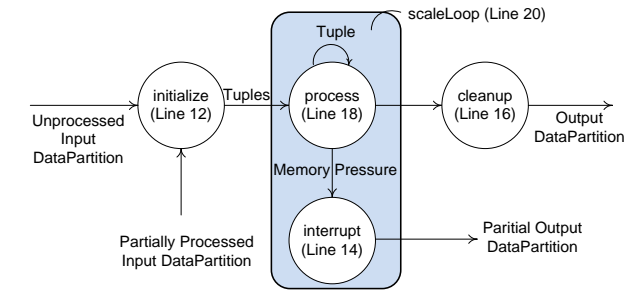 scaleLoop (Line 20)
Tuple
initialize
(Line 12)
Tuples
process
(Line 18)
cleanup
(Line 16)
Unprocessed
Input
DataPartition
Output
DataPartition
Memory Pressure
interrupt
(Line 14)
Partially Processed
Input DataPartition
Paritial Output
DataPartition